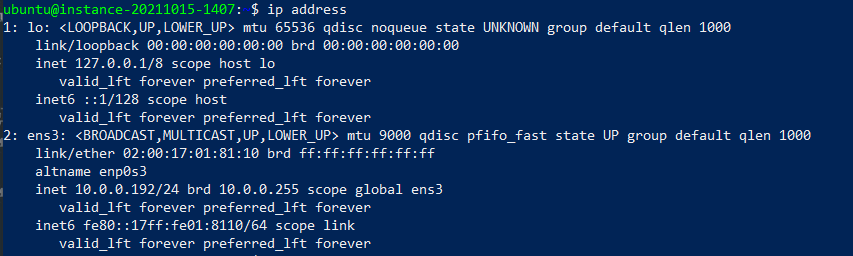 ubuntu@instance-20211015-1407:~$ ip address
1: lo: <LOOPBACK,UP,LOWER_UP> mtu 65536 qdisc noqueue state UNKNOWN group default qlen 1000
    link/loopback 00:00:00:00:00:00 brd 00:00:00:00:00:00
    inet 127.0.0.1/8 scope host lo
       valid_lft forever preferred_lft forever
    inet6 ::1/128 scope host
       valid_lft forever preferred_lft forever
2: ens3: <BROADCAST,MULTICAST,UP,LOWER_UP> mtu 9000 qdisc pfifo_fast state UP group default qlen 1000
    link/ether 02:00:17:01:81:10 brd ff:ff:ff:ff:ff:ff
    altname enp0s3
    inet 10.0.0.192/24 brd 10.0.0.255 scope global ens3
       valid_lft forever preferred_lft forever
    inet6 fe80::17ff:fe01:8110/64 scope link
       valid_lft forever preferred_lft forever